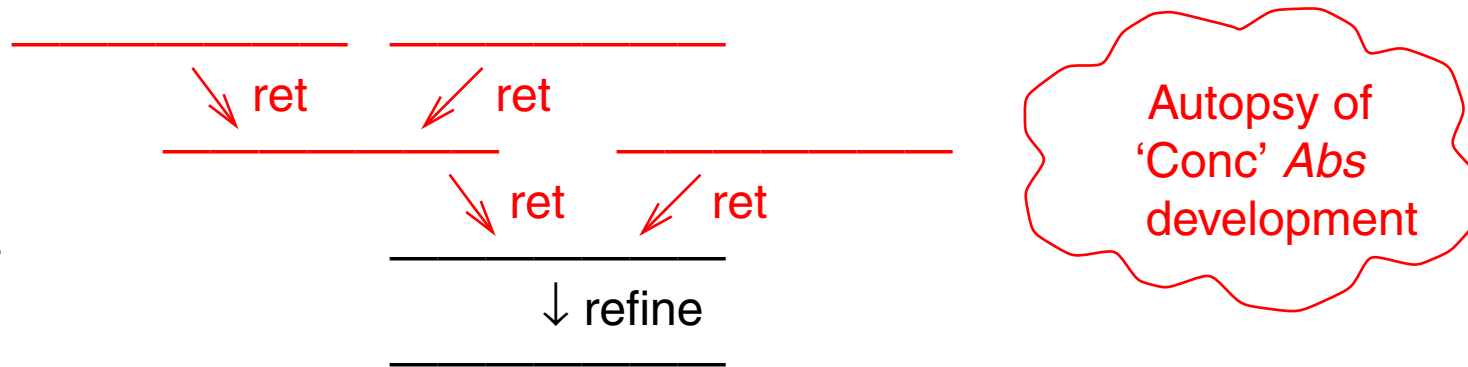 ret ret
ret ret
↓ refine
Autopsy of
‘Conc’ Abs
development